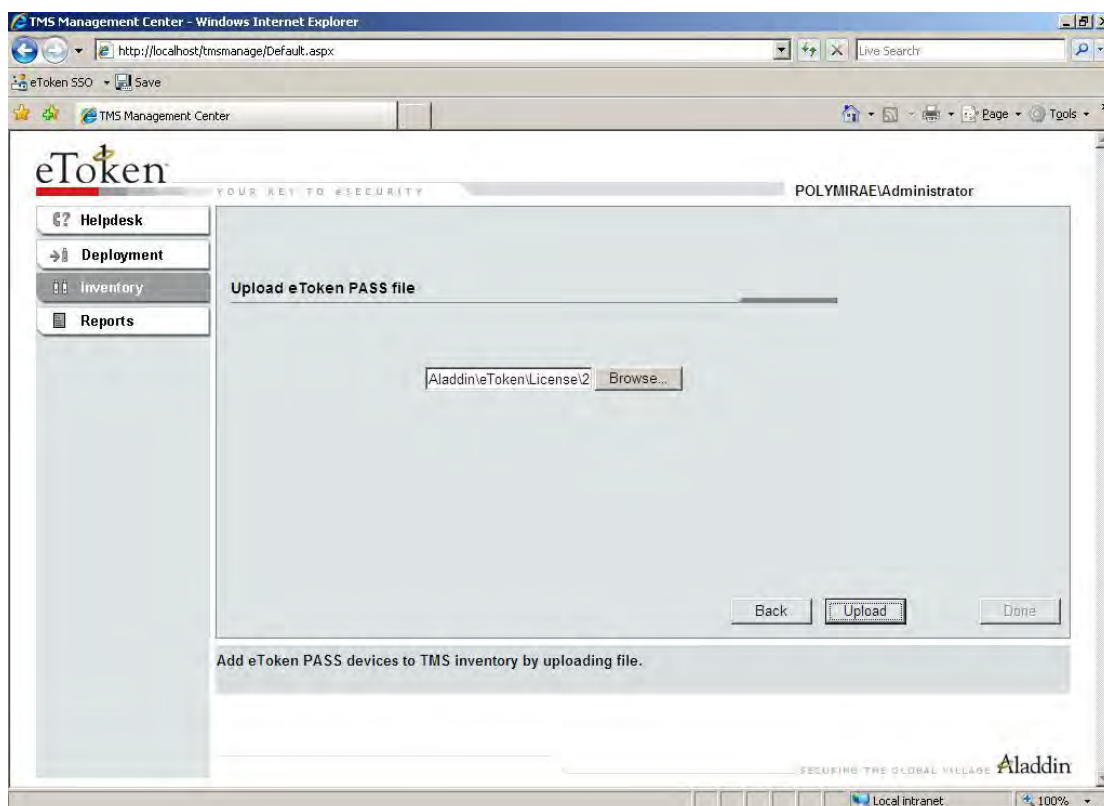 TMS Management Center - Windows Internet Explorer
http://localhost/tmsmanage/Default.aspx
Live Search
eToken SSO
Save
TMS Management Center
Page
Tools
eToken
YOUR KEY TO eSECURITY
POLYMIRAE\Administrator
Helpdesk
Deployment
Inventory
Reports
Upload eToken PASS file
Aladdin\eToken\License\2
Browse...
Back
Upload
Done
Add eToken PASS devices to TMS inventory by uploading file.
SECURING THE GLOBAL VILLAGE
Aladdin
Local intranet
100%